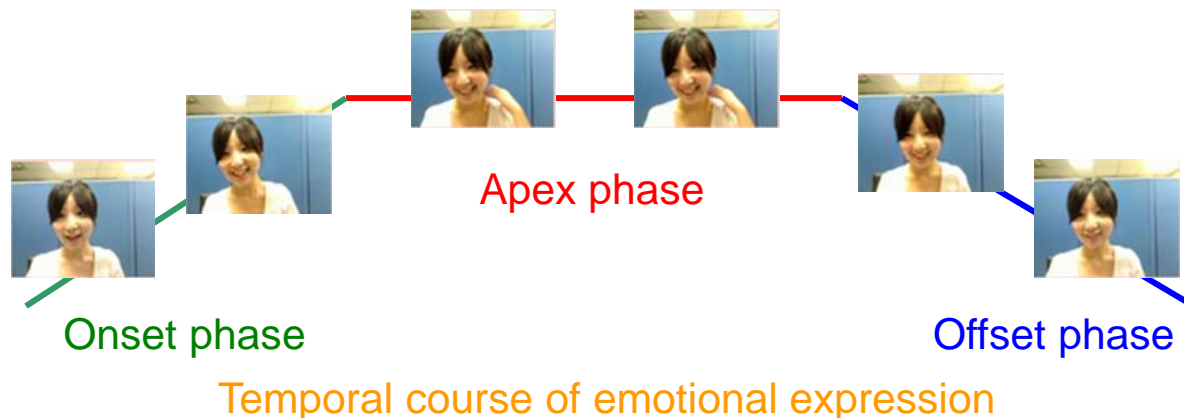 Apex phase
Onset phase
Offset phase
Temporal course of emotional expression